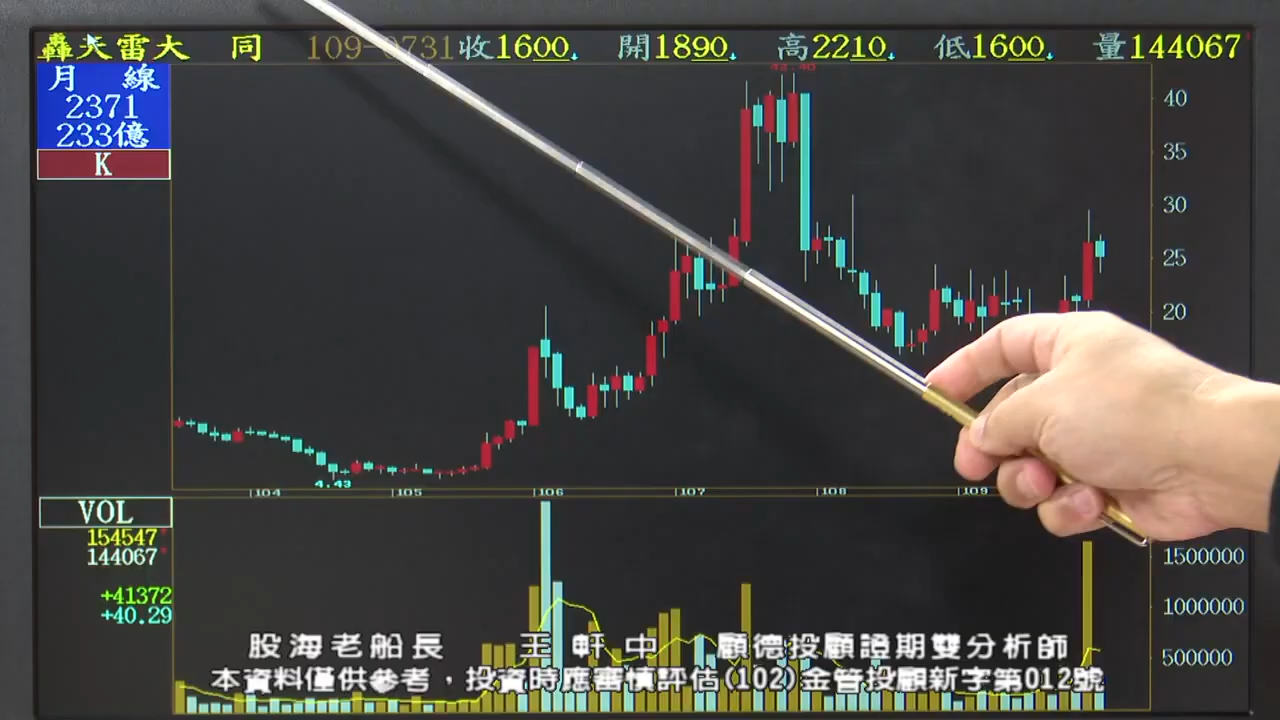 轟天雷大 同 109-0731 收1600 開1890 高2210 低1600 量144067
月 線
2371
233億
K
42.40
40
35
30
25
20
4.43
104 105 106 107 108 109
VOL
154547
144067
+41372
+40.29
1500000
1000000
500000
股海老船長 王軒中 顧德投顧證期雙分析師
本資料僅供參考，投資時應審慎評估(102)金管投顧新字第012號